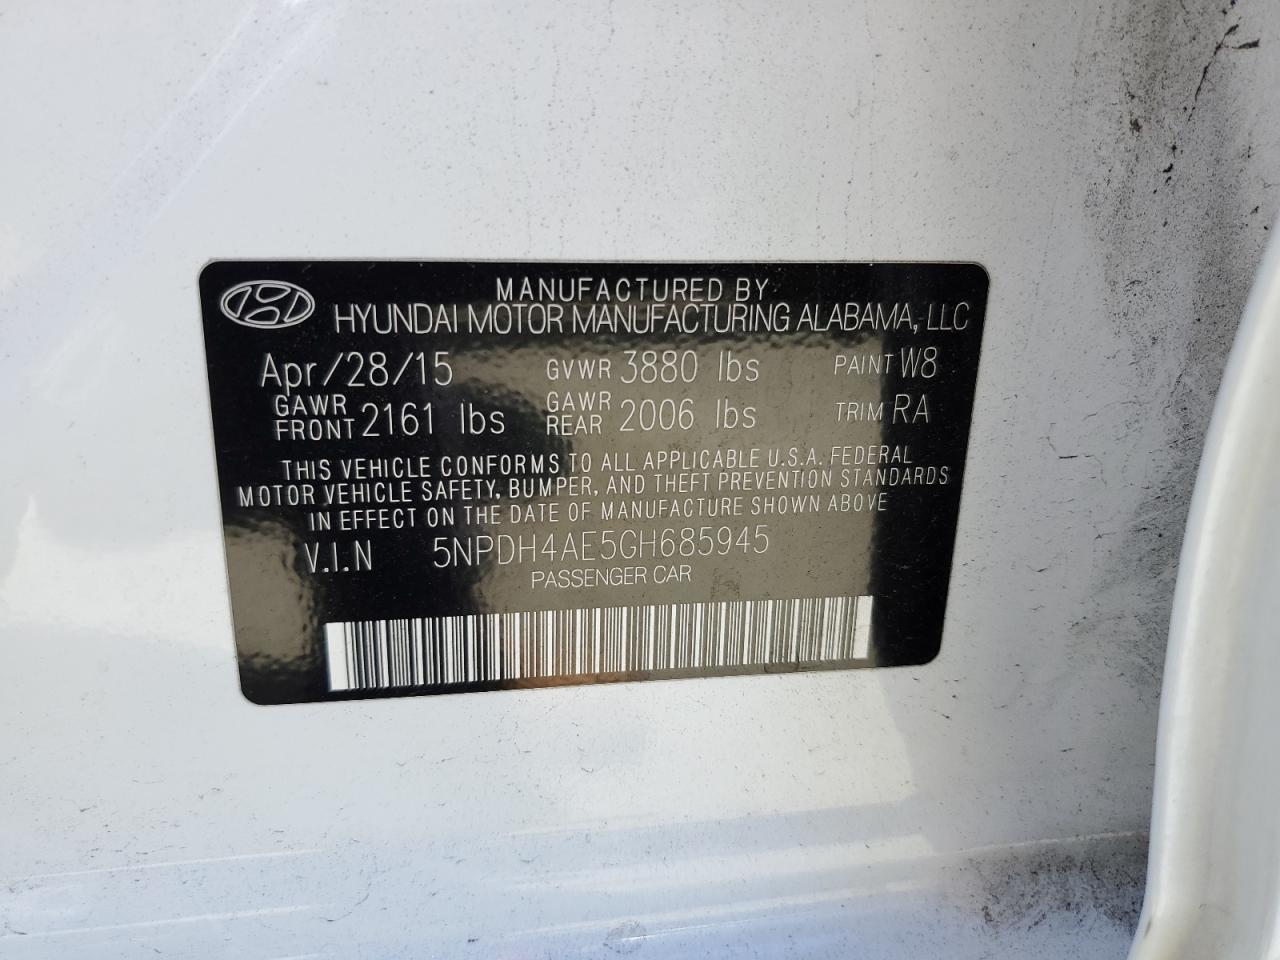 MANUFACTURED BY
HYUNDAI MOTOR MANUFACTURING ALABAMA, LLC
Apr/28/15 GVWR 3880 lbs PAINT W8
GAWR FRONT 2161 lbs GAWR REAR 2006 lbs TRIM RA
THIS VEHICLE CONFORMS TO ALL APPLICABLE U.S.A. FEDERAL
MOTOR VEHICLE SAFETY, BUMPER, AND THEFT PREVENTION STANDARDS
IN EFFECT ON THE DATE OF MANUFACTURE SHOWN ABOVE
V.I.N 5NPDH4AE5GH685945
PASSENGER CAR